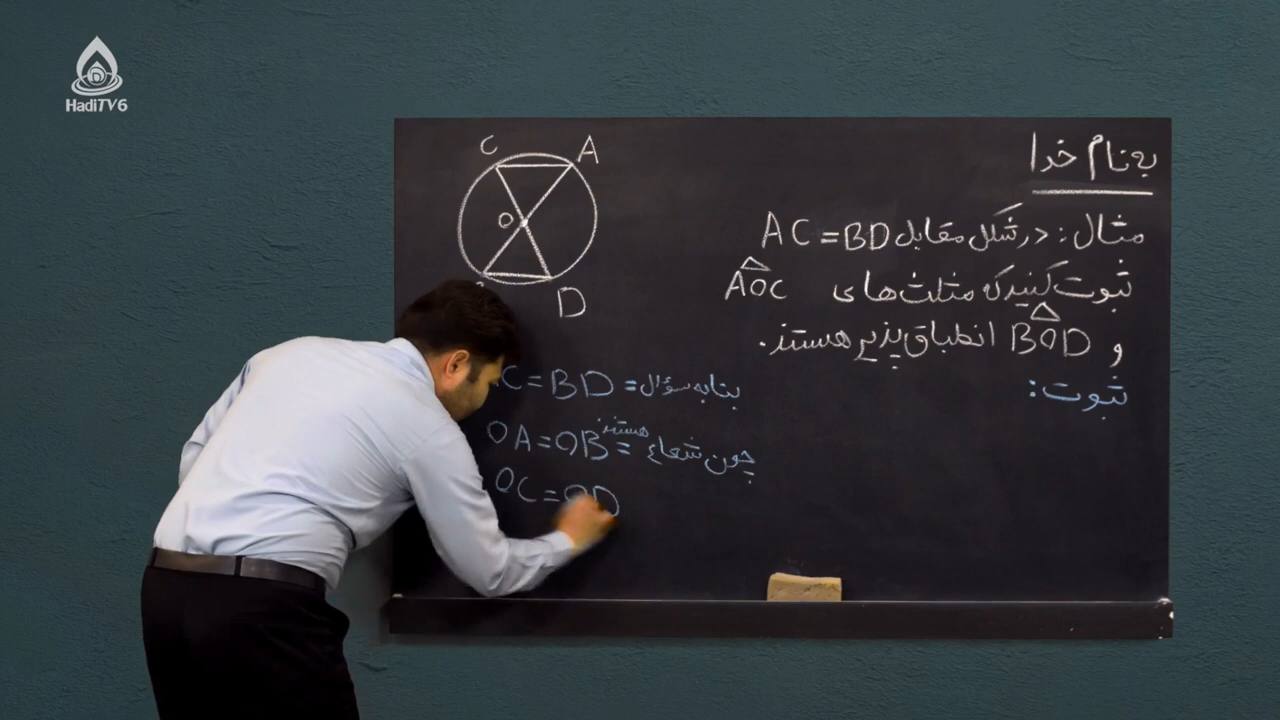 HadiTV6
به نام خدا
مثال: در شکل مقابل AC=BD
ثبوت کنید که مثلث های AOC
و BOD انطباق پذیر هستند.
ثبوت:
C A
O
D
C=BD = بنا به سؤال
OA=OB = چون شعاع هستند
OC=OD